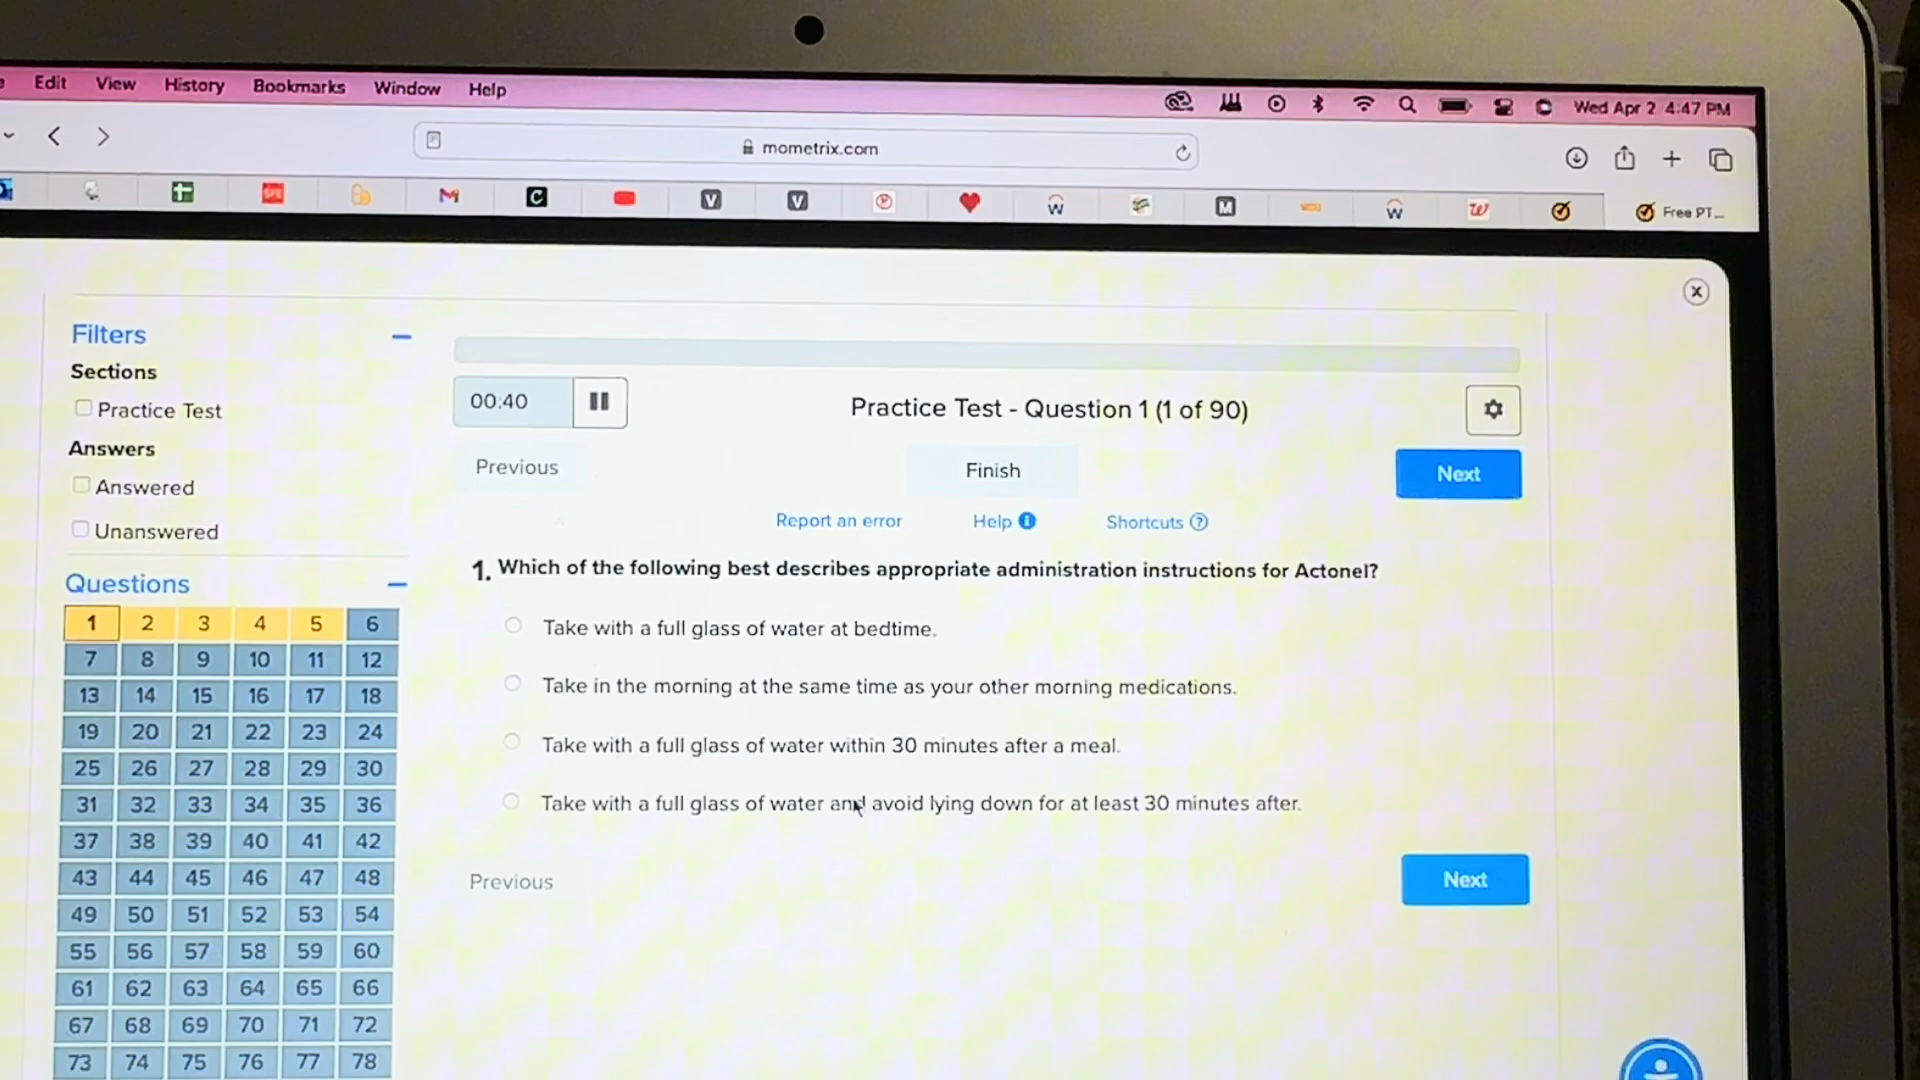 Edit View History Bookmarks Window Help
Wed Apr 2 4:47 PM
mometrix.com
Free PT...
Filters
Sections
Practice Test
Answers
Answered
Unanswered
Questions
1 2 3 4 5 6
7 8 9 10 11 12
13 14 15 16 17 18
19 20 21 22 23 24
25 26 27 28 29 30
31 32 33 34 35 36
37 38 39 40 41 42
43 44 45 46 47 48
49 50 51 52 53 54
55 56 57 58 59 60
61 62 63 64 65 66
67 68 69 70 71 72
73 74 75 76 77 78
00:40
Practice Test - Question 1 (1 of 90)
Previous
Finish
Next
Report an error
Help
Shortcuts
1. Which of the following best describes appropriate administration instructions for Actonel?
Take with a full glass of water at bedtime.
Take in the morning at the same time as your other morning medications.
Take with a full glass of water within 30 minutes after a meal.
Take with a full glass of water and avoid lying down for at least 30 minutes after.
Previous
Next